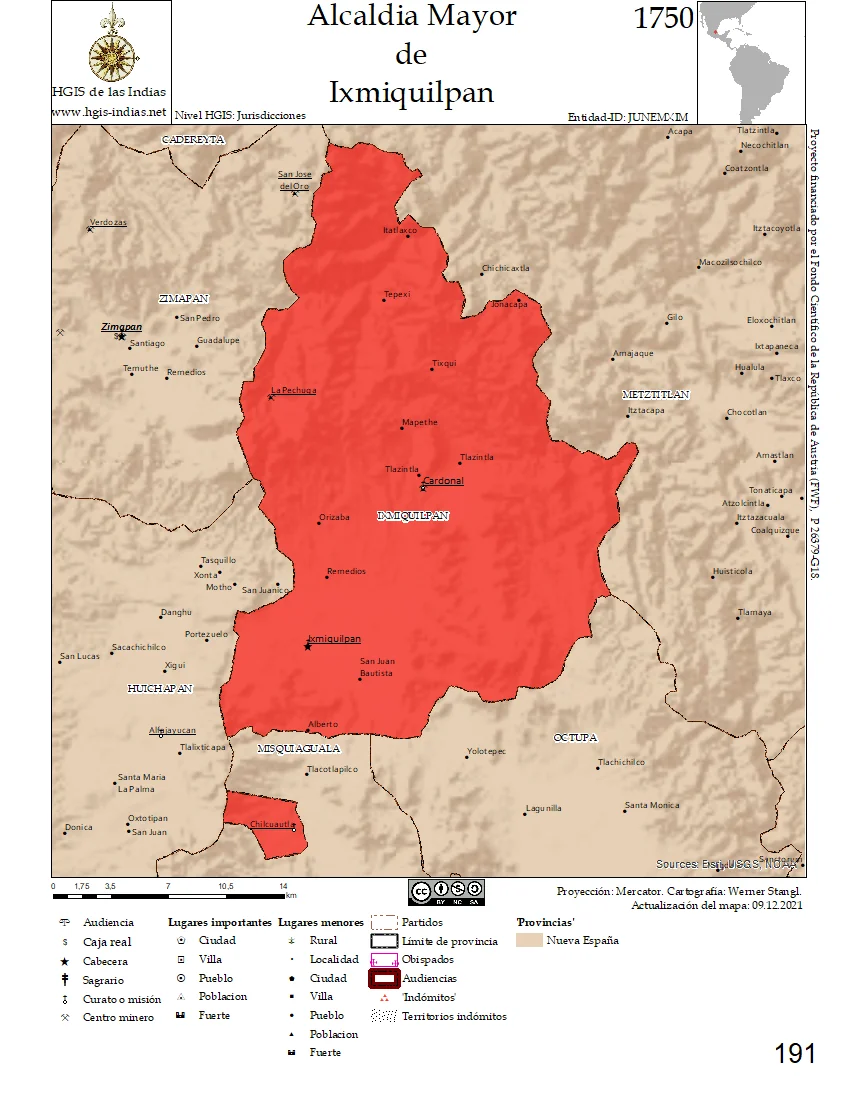 Alcaldia Mayor
de
Ixmiquilpan
1750
HGIS de las Indias
www.hgis-indias.net
Nivel HGIS: Jurisdicciones
Entidad-ID: JUNEMXIM
Proyecto financiado por el Fondo Científico de la República de Austria (FWF), P 26379-G18.
CADEREYTA
Acapa
Tlatzintla
Necochitlan
Coatzontla
San Jose
del Oro
Verdozas
Itatlaxco
Itztacoyotla
Chichicaxtla
Macozilsochilco
ZIMAPAN
Tepexi
Jonacapa
San Pedro
Gilo
Eloxochitlan
Zimapan
Santiago
Guadalupe
Ixtapaneca
Amajaque
Temuthe
Remedios
Tixqui
Hualula
Tlaxco
La Pechuga
METZTITLAN
Itztacapa
Chocotlan
Mapethe
Tlazintla
Tlazintla
Amastlan
Cardonal
Tonaticapa
Atzolcintla
Orizaba
IXMIQUILPAN
Itztazacuala
Coalquizque
Tasquillo
Xonta
Motho
San Juanico
Remedios
Huisticola
Danghu
Tlamaya
Portezuelo
Ixmiquilpan
Sacachichilco
San Lucas
Xigui
San Juan
Bautista
HUICHAPAN
Alfajayucan
Alberto
OCTUPA
Tlalixticapa
MISQUIAGUALA
Yolotepec
Tlachichilco
Tlacotlapilco
Santa Maria
La Palma
Lagunilla
Santa Monica
Oxtotipan
San Juan
Donica
Chilcuautla
Sources: Esri, USGS, NOAA
0 1,75 3,5 7 10,5 14
km
CC BY NC SA
Proyección: Mercator. Cartografía: Werner Stangl.
Actualización del mapa: 09.12.2021
Audiencia
$ Caja real
Cabecera
Sagrario
Curato o misión
Centro minero
Lugares importantes
Ciudad
Villa
Pueblo
Poblacion
Fuerte
Lugares menores
Rural
Localidad
Ciudad
Villa
Pueblo
Poblacion
Fuerte
Partidos
Límite de provincia
Obispados
Audiencias
'Indómitos'
Territorios indómitos
'Provincias'
Nueva España
191